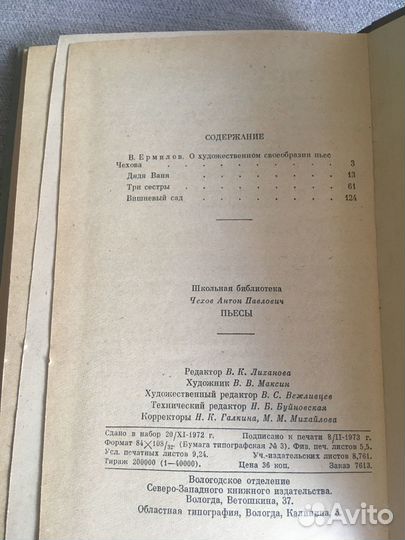 СОДЕРЖАНИЕ
В. Ермилов. О художественном своеобразии пьес
Чехова . . . . . . . . . 3
Дядя Ваня . . . . . . . . 13
Три сестры . . . . . . . . 61
Вишневый сад . . . . . . . . 124
Школьная библиотека
Чехов Антон Павлович
ПЬЕСЫ
Редактор В. К. Лиханова
Художник В. В. Максин
Художественный редактор В. С. Вежливцев
Технический редактор Н. Б. Буйновская
Корректоры Н. К. Галкина, М. М. Михайлова
Сдано в набор 20/XI-1972 г. Подписано к печати 8/II-1973 г.
Формат 84×108/32 (Бумага типографская № 3). Физ. печ. листов 5,5.
Усл. печатных листов 9,24. Уч.-издательских листов 8,761.
Тираж 200000 (1—40000). Цена 36 коп. Заказ 7613.
Вологодское отделение
Северо-Западного книжного издательства.
Вологда, Ветошкина, 37.
Областная типография, Вологда, Калинина, 3.
Avito